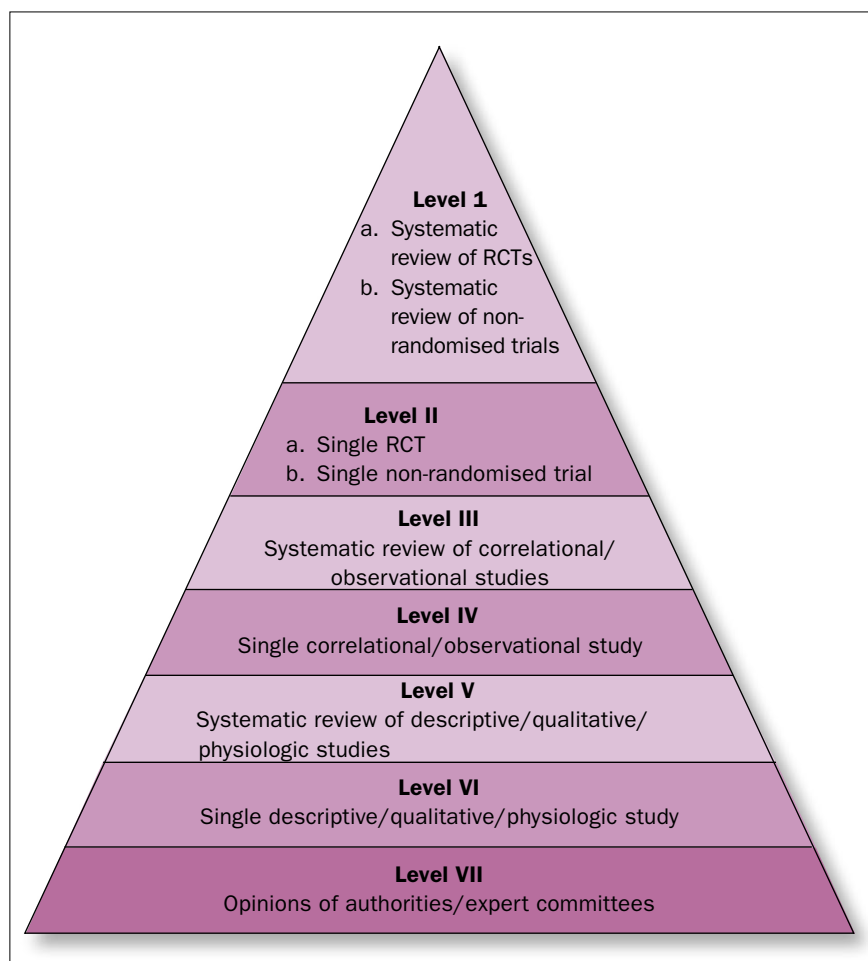 Level 1
a. Systematic
review of RCTs
b. Systematic
review of non-
randomised trials
Level II
a. Single RCT
b. Single non-randomised trial
Level III
Systematic review of correlational/
observational studies
Level IV
Single correlational/observational study
Level V
Systematic review of descriptive/qualitative/
physiologic studies
Level VI
Single descriptive/qualitative/physiologic study
Level VII
Opinions of authorities/expert committees